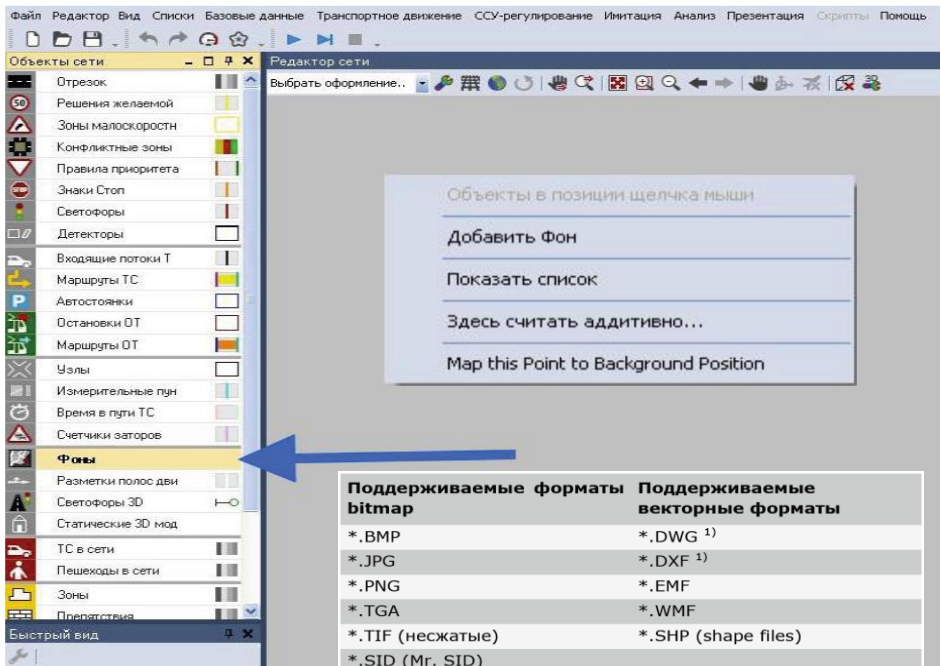 Файл Редактор Вид Списки Базовые данные Транспортное движение ССУ-регулирование Имитация Анализ Презентация Скрипты Помощь
Объекты сети
Редактор сети
Выбрать оформление..
Отрезок
50
Решения желаемой
Зоны малоскоростн
Конфликтные зоны
Правила приоритета
Знаки Стоп
Светофоры
Детекторы
Входящие потоки Т
Маршруты ТС
P
Автостоянки
Остановки ОТ
Маршруты ОТ
Узлы
Измерительные пун
Время в пути ТС
Счетчики заторов
Фоны
Разметки полос дви
Светофоры 3D
Статические 3D мод
ТС в сети
Пешеходы в сети
Зоны
Препятствия
Быстрый вид
Объекты в позиции щелчка мыши
Добавить Фон
Показать список
Здесь считать аддитивно...
Map this Point to Background Position
Поддерживаемые форматы bitmap
Поддерживаемые векторные форматы
*.BMP *.DWG 1)
*.JPG *.DXF 1)
*.PNG *.EMF
*.TGA *.WMF
*.TIF (несжатые) *.SHP (shape files)
*.SID (Mr. SID)